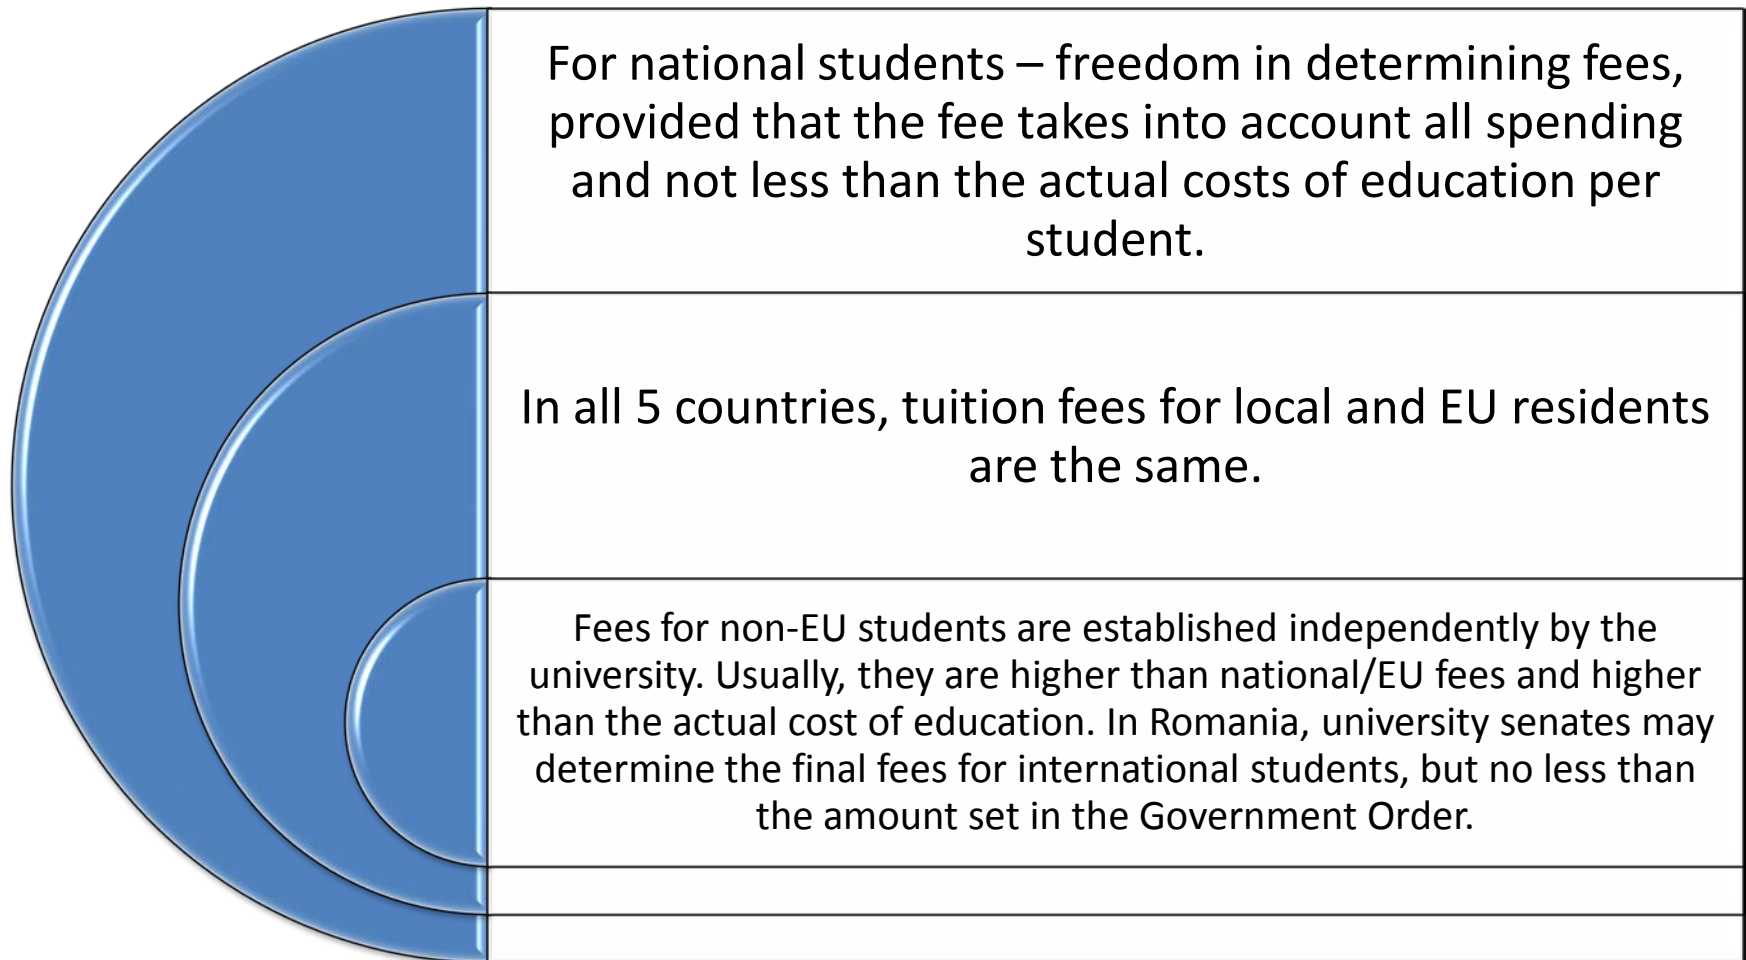 For national students – freedom in determining fees,
provided that the fee takes into account all spending
and not less than the actual costs of education per
student.
In all 5 countries, tuition fees for local and EU residents
are the same.
Fees for non-EU students are established independently by the
university. Usually, they are higher than national/EU fees and higher
than the actual cost of education. In Romania, university senates may
determine the final fees for international students, but no less than
the amount set in the Government Order.